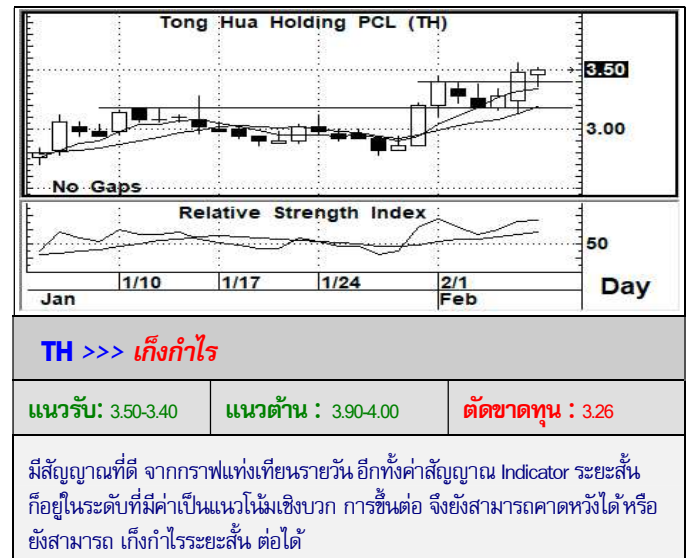 Tong Hua Holding PCL (TH)
3.50
3.00
No Gaps
Relative Strength Index
50
1/10 1/17 1/24 2/1
Jan Feb
Day
TH >>> เก็งกำไร
แนวรับ: 3.50-3.40 แนวต้าน : 3.90-4.00 ตัดขาดทุน : 3.26
มีสัญญาณที่ดี จากกราฟแท่งเทียนรายวัน อีกทั้งค่าสัญญาณ Indicator ระยะสั้น
ก็อยู่ในระดับที่มีค่าเป็นแนวโน้มเชิงบวก การขึ้นต่อ จึงยังสามารถคาดหวังได้ หรือ
ยังสามารถ เก็งกำไรระยะสั้น ต่อได้